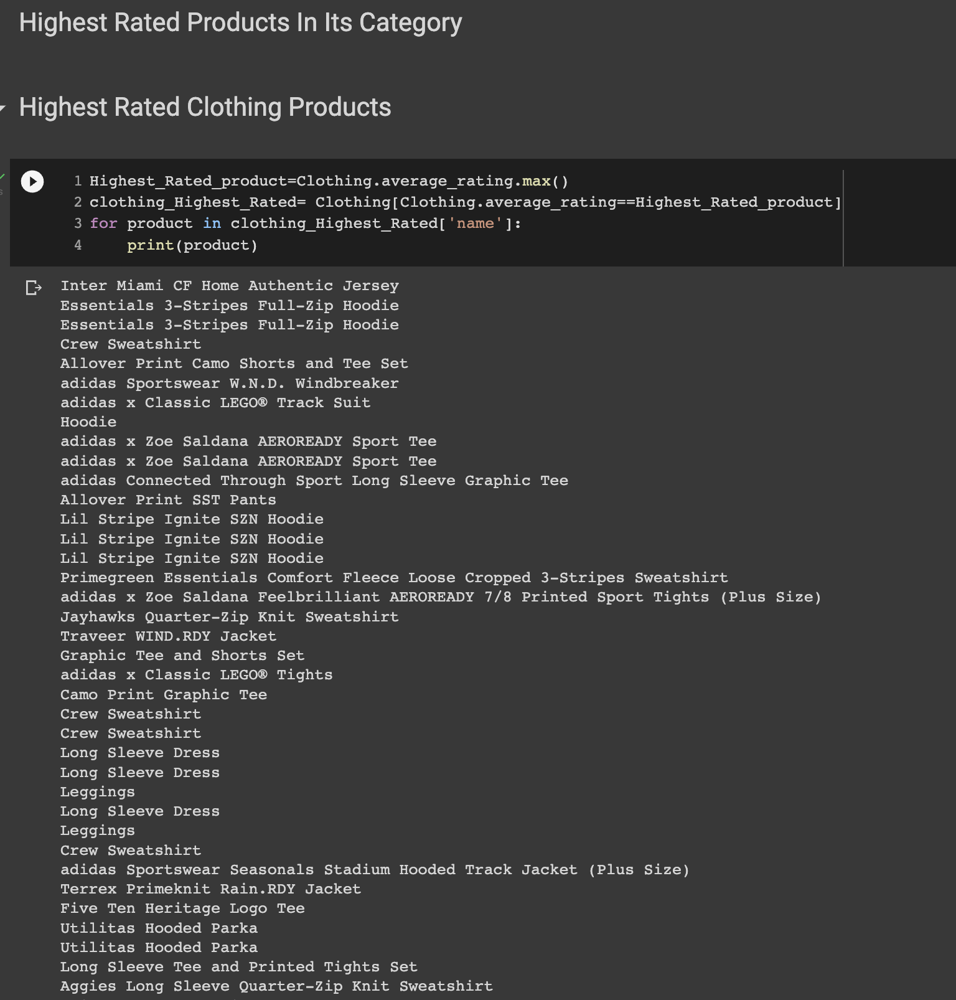 Highest Rated Products In Its Category
Highest Rated Clothing Products
1 Highest_Rated_product=Clothing.average_rating.max()
2 clothing_Highest_Rated= Clothing[Clothing.average_rating==Highest_Rated_product]
3 for product in clothing_Highest_Rated['name']:
4     print(product)
Inter Miami CF Home Authentic Jersey
Essentials 3-Stripes Full-Zip Hoodie
Essentials 3-Stripes Full-Zip Hoodie
Crew Sweatshirt
Allover Print Camo Shorts and Tee Set
adidas Sportswear W.N.D. Windbreaker
adidas x Classic LEGO® Track Suit
Hoodie
adidas x Zoe Saldana AEROREADY Sport Tee
adidas x Zoe Saldana AEROREADY Sport Tee
adidas Connected Through Sport Long Sleeve Graphic Tee
Allover Print SST Pants
Lil Stripe Ignite SZN Hoodie
Lil Stripe Ignite SZN Hoodie
Lil Stripe Ignite SZN Hoodie
Primegreen Essentials Comfort Fleece Loose Cropped 3-Stripes Sweatshirt
adidas x Zoe Saldana Feelbrilliant AEROREADY 7/8 Printed Sport Tights (Plus Size)
Jayhawks Quarter-Zip Knit Sweatshirt
Traveer WIND.RDY Jacket
Graphic Tee and Shorts Set
adidas x Classic LEGO® Tights
Camo Print Graphic Tee
Crew Sweatshirt
Crew Sweatshirt
Long Sleeve Dress
Long Sleeve Dress
Leggings
Long Sleeve Dress
Leggings
Crew Sweatshirt
adidas Sportswear Seasonals Stadium Hooded Track Jacket (Plus Size)
Terrex Primeknit Rain.RDY Jacket
Five Ten Heritage Logo Tee
Utilitas Hooded Parka
Utilitas Hooded Parka
Long Sleeve Tee and Printed Tights Set
Aggies Long Sleeve Quarter-Zip Knit Sweatshirt